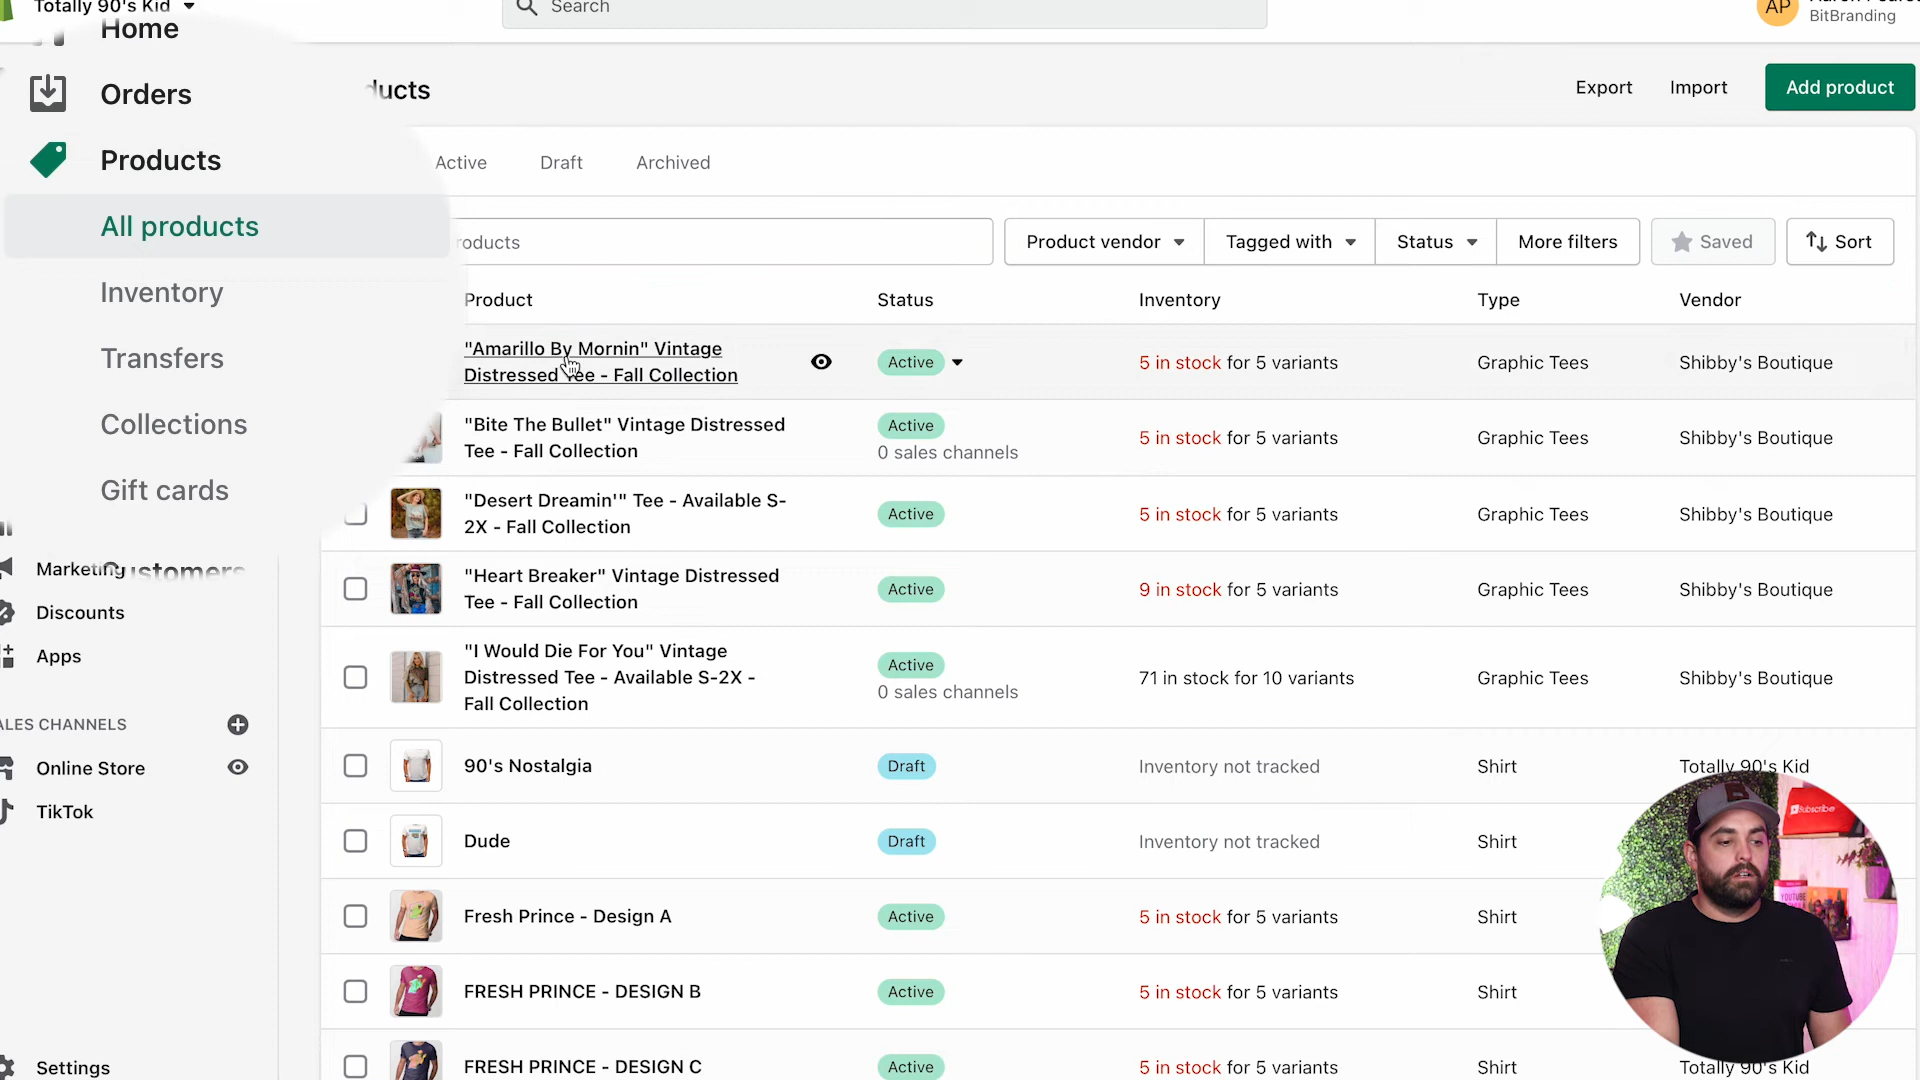 Totally 90's Kid
Search
AP
BitBranding
Home
Orders
Products
All products
Inventory
Transfers
Collections
Gift cards
Marketing
Discounts
Apps
SALES CHANNELS
Online Store
TikTok
Settings
Export
Import
Add product
Active
Draft
Archived
Product vendor
Tagged with
Status
More filters
Saved
Sort
Product
Status
Inventory
Type
Vendor
"Amarillo By Mornin" Vintage
Distressed Tee - Fall Collection
Active
5 in stock for 5 variants
Graphic Tees
Shibby's Boutique
"Bite The Bullet" Vintage Distressed
Tee - Fall Collection
Active
0 sales channels
5 in stock for 5 variants
Graphic Tees
Shibby's Boutique
"Desert Dreamin'" Tee - Available S-
2X - Fall Collection
Active
5 in stock for 5 variants
Graphic Tees
Shibby's Boutique
"Heart Breaker" Vintage Distressed
Tee - Fall Collection
Active
9 in stock for 5 variants
Graphic Tees
Shibby's Boutique
"I Would Die For You" Vintage
Distressed Tee - Available S-2X -
Fall Collection
Active
0 sales channels
71 in stock for 10 variants
Graphic Tees
Shibby's Boutique
90's Nostalgia
Draft
Inventory not tracked
Shirt
Totally 90's Kid
Dude
Draft
Inventory not tracked
Shirt
Fresh Prince - Design A
Active
5 in stock for 5 variants
Shirt
FRESH PRINCE - DESIGN B
Active
5 in stock for 5 variants
Shirt
FRESH PRINCE - DESIGN C
Active
5 in stock for 5 variants
Shirt
Totally 90's Kid
Subscribe